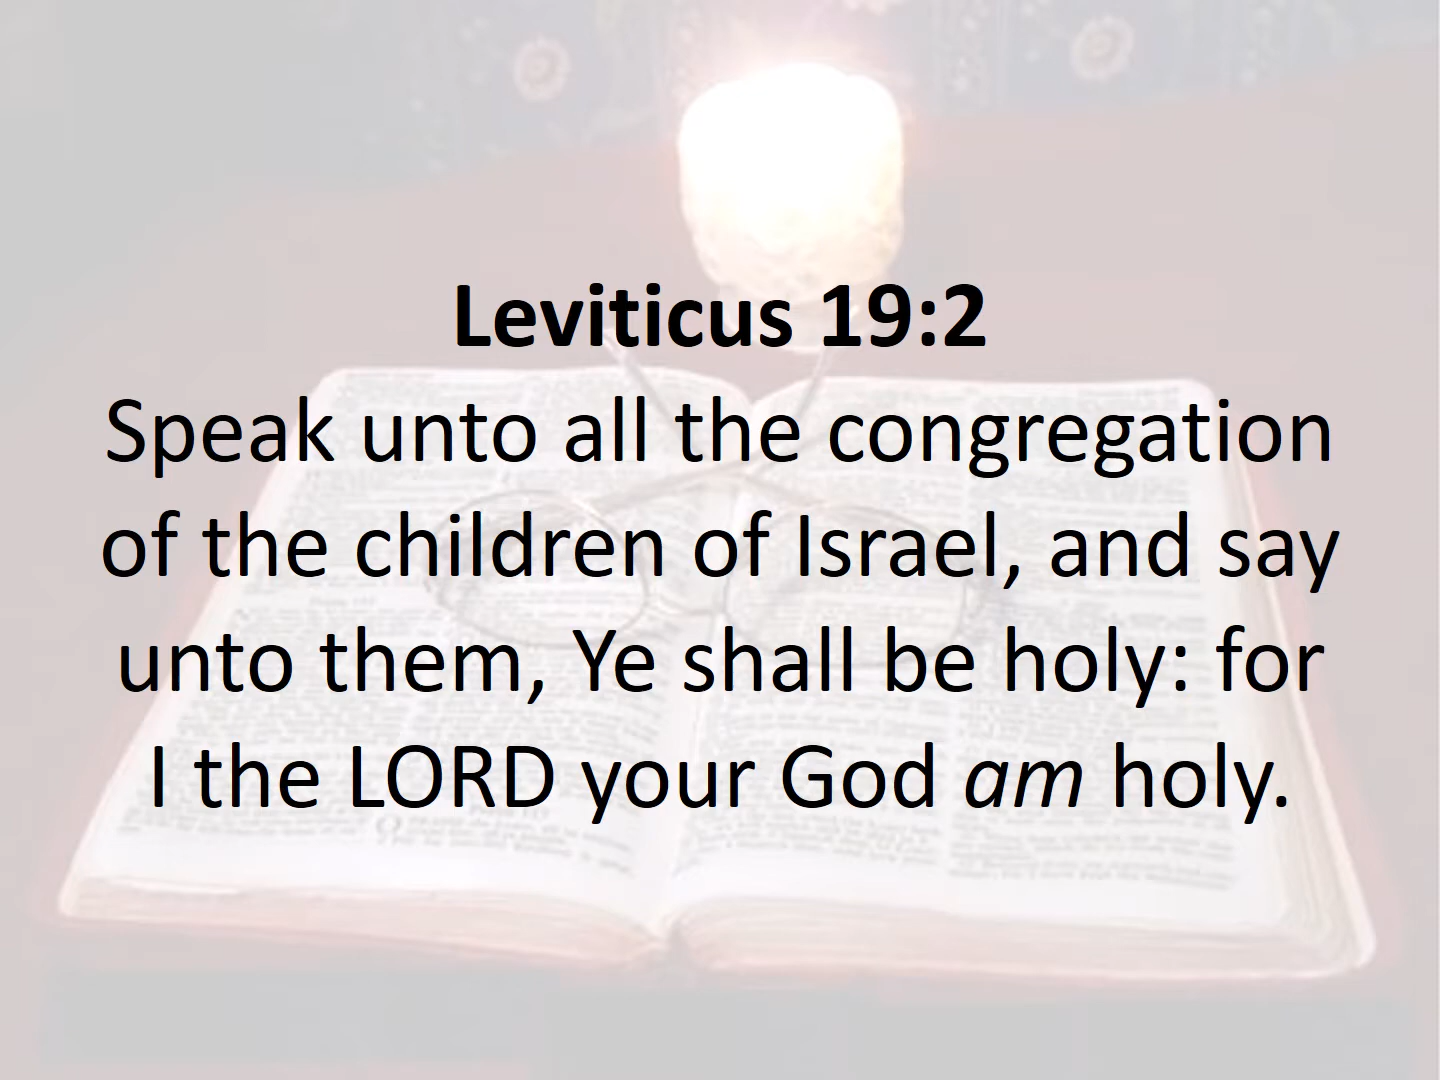 Leviticus 19:2
Speak unto all the congregation
of the children of Israel, and say
unto them, Ye shall be holy: for
I the LORD your God am holy.